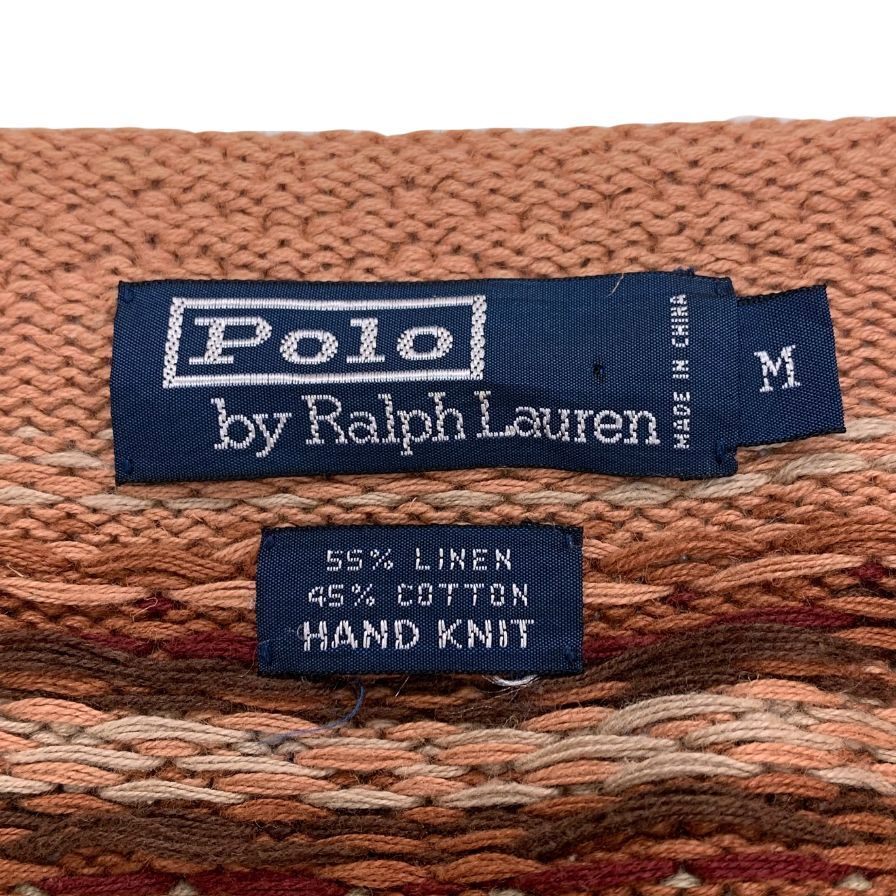 Polo
by Ralph Lauren
MADE IN CHINA
M
55% LINEN
45% COTTON
HAND KNIT